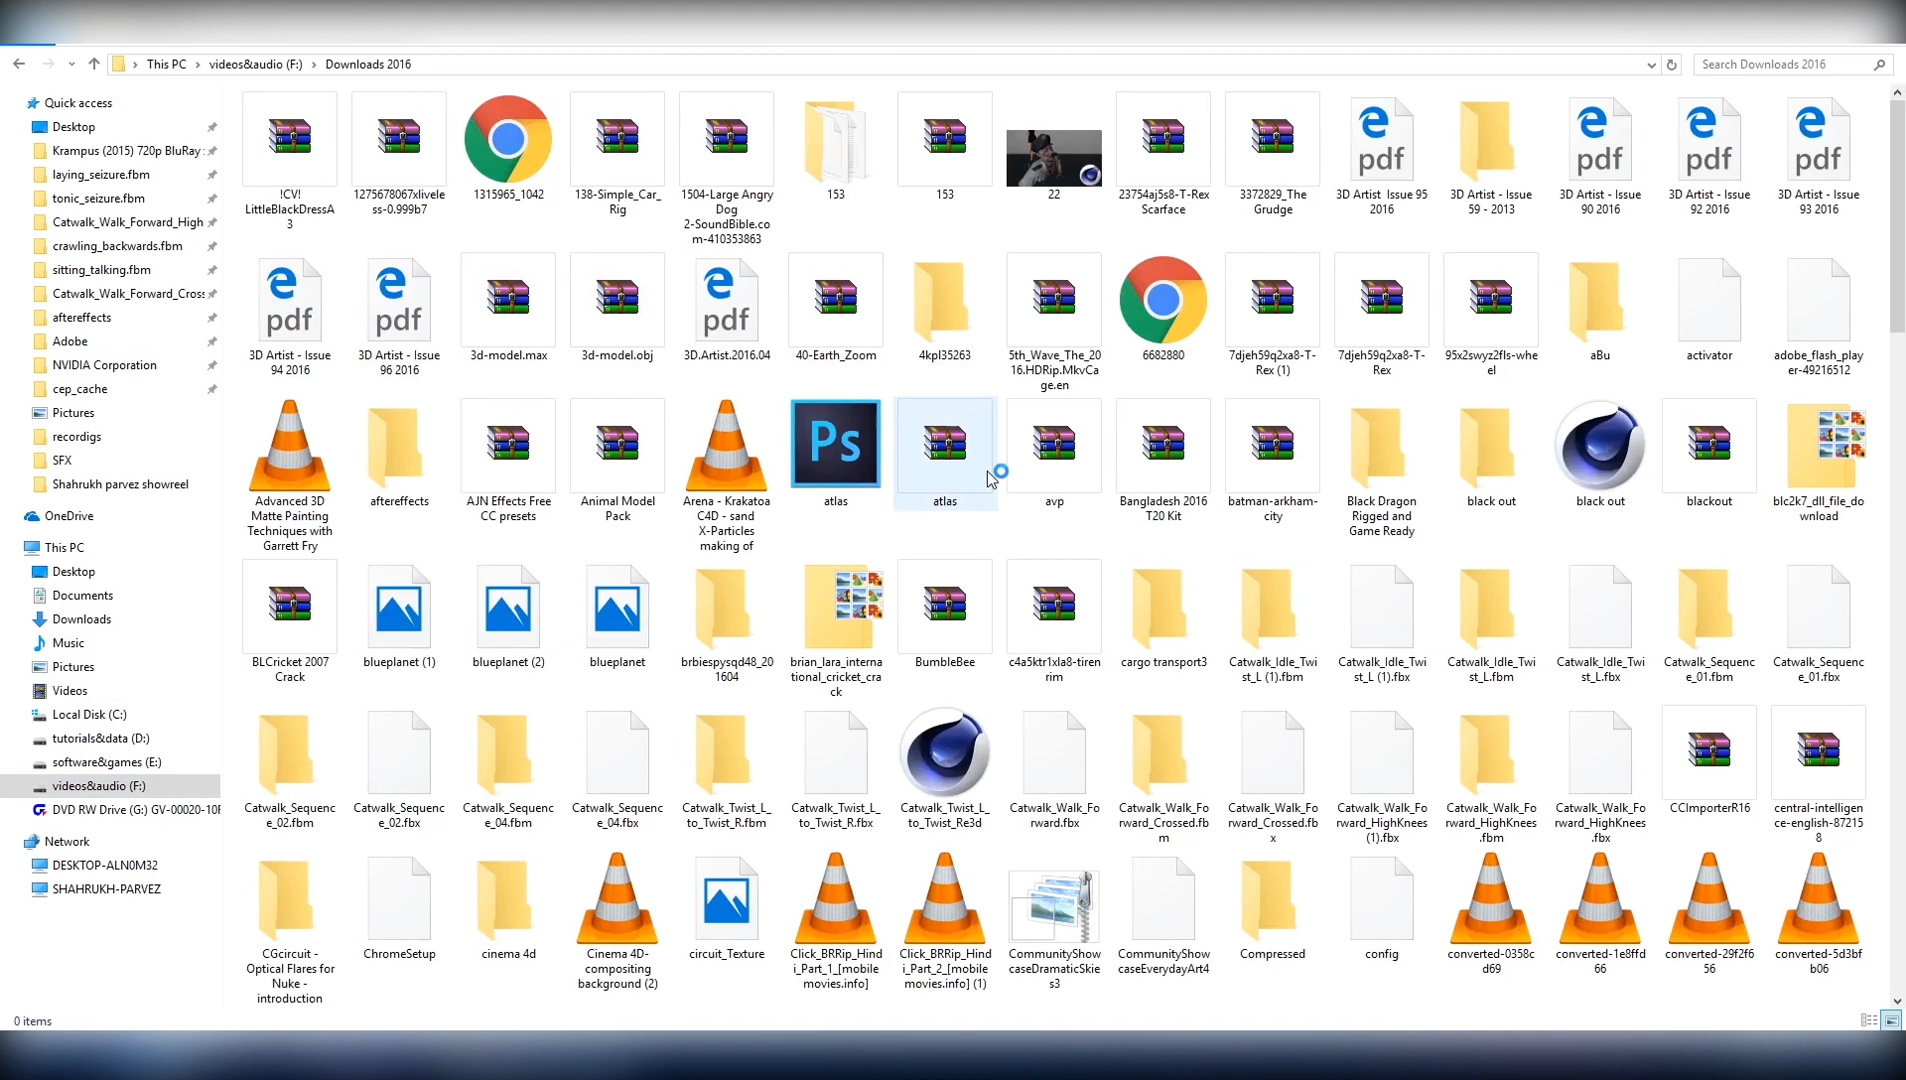 This PC
videos&audio (F:)
Downloads 2016
Search Downloads 2016
Quick access
Desktop
Krampus (2015) 720p BluRay
laying_seizure.fbm
tonic_seizure.fbm
Catwalk_Walk_Forward_High
crawling_backwards.fbm
sitting_talking.fbm
Catwalk_Walk_Forward_Cross
aftereffects
Adobe
NVIDIA Corporation
cep_cache
Pictures
recordigs
SFX
Shahrukh parvez showreel
OneDrive
This PC
Desktop
Documents
Downloads
Music
Pictures
Videos
Local Disk (C:)
tutorials&data (D:)
software&games (E:)
videos&audio (F:)
DVD RW Drive (G:) GV-00020-10F
Network
DESKTOP-ALN0M32
SHAHRUKH-PARVEZ
!CV!
LittleBlackDressA
3
1275678067xlivele
ss-0.999b7
1315965_1042
138-Simple_Car_
Rig
1504-Large Angry
Dog
2-SoundBible.co
m-410353863
153
153
22
23754aj5s8-T-Rex
Scarface
3372829_The
Grudge
pdf
3D Artist Issue 95
2016
3D Artist - Issue
59 - 2013
pdf
3D Artist - Issue
90 2016
pdf
3D Artist - Issue
92 2016
pdf
3D Artist - Issue
93 2016
pdf
3D Artist - Issue
94 2016
pdf
3D Artist - Issue
96 2016
3d-model.max
3d-model.obj
pdf
3D.Artist.2016.04
40-Earth_Zoom
4kpl35263
5th_Wave_The_20
16.HDRip.MkvCa
ge.en
6682880
7djeh59q2xa8-T-
Rex (1)
7djeh59q2xa8-T-
Rex
95x2swyz2fls-whe
el
aBu
activator
adobe_flash_play
er-49216512
Advanced 3D
Matte Painting
Techniques with
Garrett Fry
aftereffects
AJN Effects Free
CC presets
Animal Model
Pack
Arena - Krakatoa
C4D - sand
X-Particles
making of
Ps
atlas
atlas
avp
Bangladesh 2016
T20 Kit
batman-arkham-
city
Black Dragon
Rigged and
Game Ready
black out
black out
blackout
blc2k7_dll_file_do
wnload
BLCricket 2007
Crack
blueplanet (1)
blueplanet (2)
blueplanet
brbiespysqd48_20
1604
brian_lara_interna
tional_cricket_cra
ck
BumbleBee
c4a5ktr1xla8-tiren
rim
cargo transport3
Catwalk_Idle_Twi
st_L (1).fbm
Catwalk_Idle_Twi
st_L (1).fbx
Catwalk_Idle_Twi
st_L.fbm
Catwalk_Idle_Twi
st_L.fbx
Catwalk_Sequenc
e_01.fbm
Catwalk_Sequenc
e_01.fbx
Catwalk_Sequenc
e_02.fbm
Catwalk_Sequenc
e_02.fbx
Catwalk_Sequenc
e_04.fbm
Catwalk_Sequenc
e_04.fbx
Catwalk_Twist_L_
to_Twist_R.fbm
Catwalk_Twist_L_
to_Twist_R.fbx
Catwalk_Twist_L_
to_Twist_Re3d
Catwalk_Walk_Fo
rward.fbx
Catwalk_Walk_Fo
rward_Crossed.fb
m
Catwalk_Walk_Fo
rward_Crossed.fb
x
Catwalk_Walk_Fo
rward_HighKnees
(1).fbx
Catwalk_Walk_Fo
rward_HighKnees
.fbm
Catwalk_Walk_Fo
rward_HighKnees
.fbx
CCImporterR16
central-intelligen
ce-english-87215
8
CGcircuit -
Optical Flares for
Nuke -
introduction
ChromeSetup
cinema 4d
Cinema 4D-
compositing
background (2)
circuit_Texture
Click_BRRip_Hind
i_Part_1_[mobile
movies.info]
Click_BRRip_Hind
i_Part_2_[mobile
movies.info] (1)
CommunityShow
caseDramaticSkie
s3
CommunityShow
caseEverydayArt4
Compressed
config
converted-0358c
d69
converted-1e8ffd
66
converted-29f2f6
56
converted-5d3bf
b06
0 items